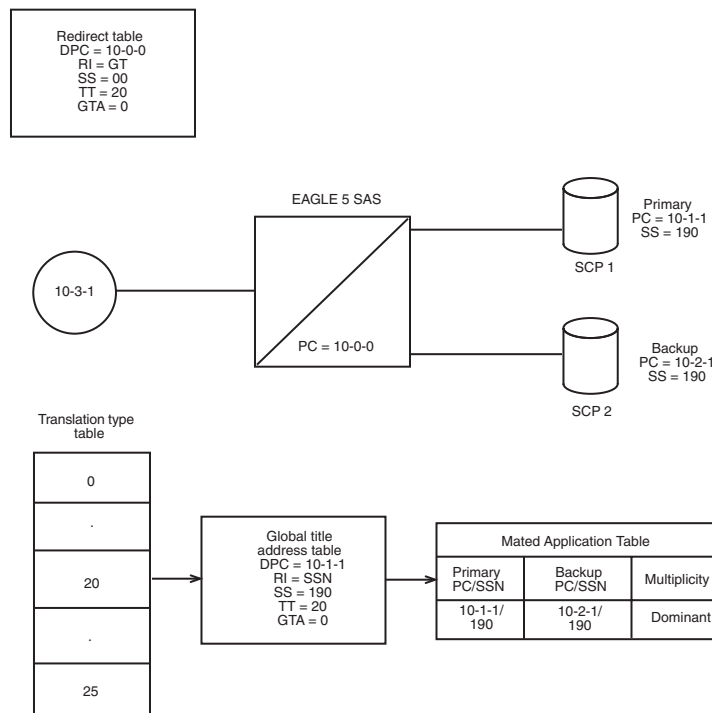 Redirect table
DPC = 10-0-0
RI = GT
SS = 00
TT = 20
GTA = 0
EAGLE 5 SAS
Primary
PC = 10-1-1
SS = 190
SCP 1
10-3-1
PC = 10-0-0
Backup
PC = 10-2-1
SS = 190
SCP 2
Translation type
table
0
.
20
.
25
Global title
address table
DPC = 10-1-1
RI = SSN
SS = 190
TT = 20
GTA = 0
Mated Application Table
Primary
PC/SSN
Backup
PC/SSN
Multiplicity
10-1-1/
190
10-2-1/
190
Dominant